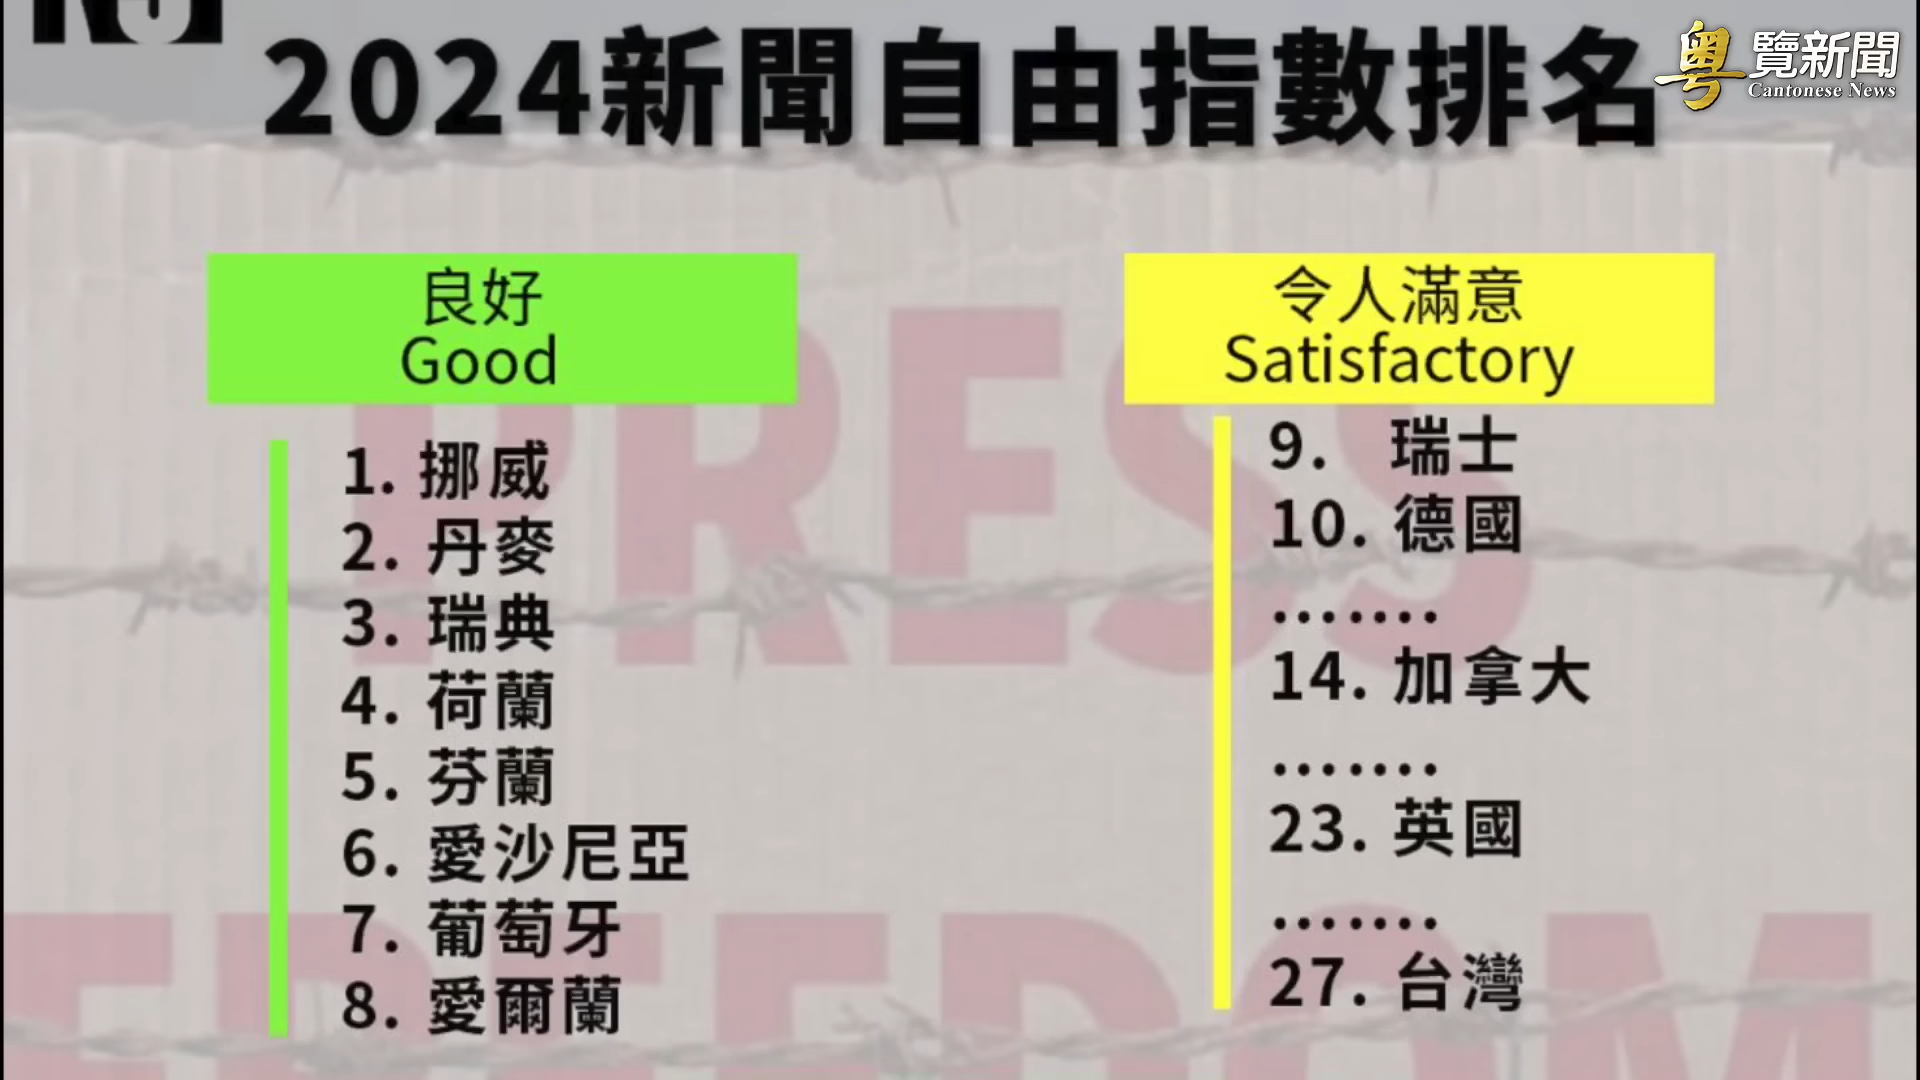 2024新聞自由指數排名
粵覽新聞
Cantonese News
良好
Good
1. 挪威
2. 丹麥
3. 瑞典
4. 荷蘭
5. 芬蘭
6. 愛沙尼亞
7. 葡萄牙
8. 愛爾蘭
令人滿意
Satisfactory
9. 瑞士
10. 德國
.......
14. 加拿大
.......
23. 英國
.......
27. 台灣
PRESS
FREEDOM